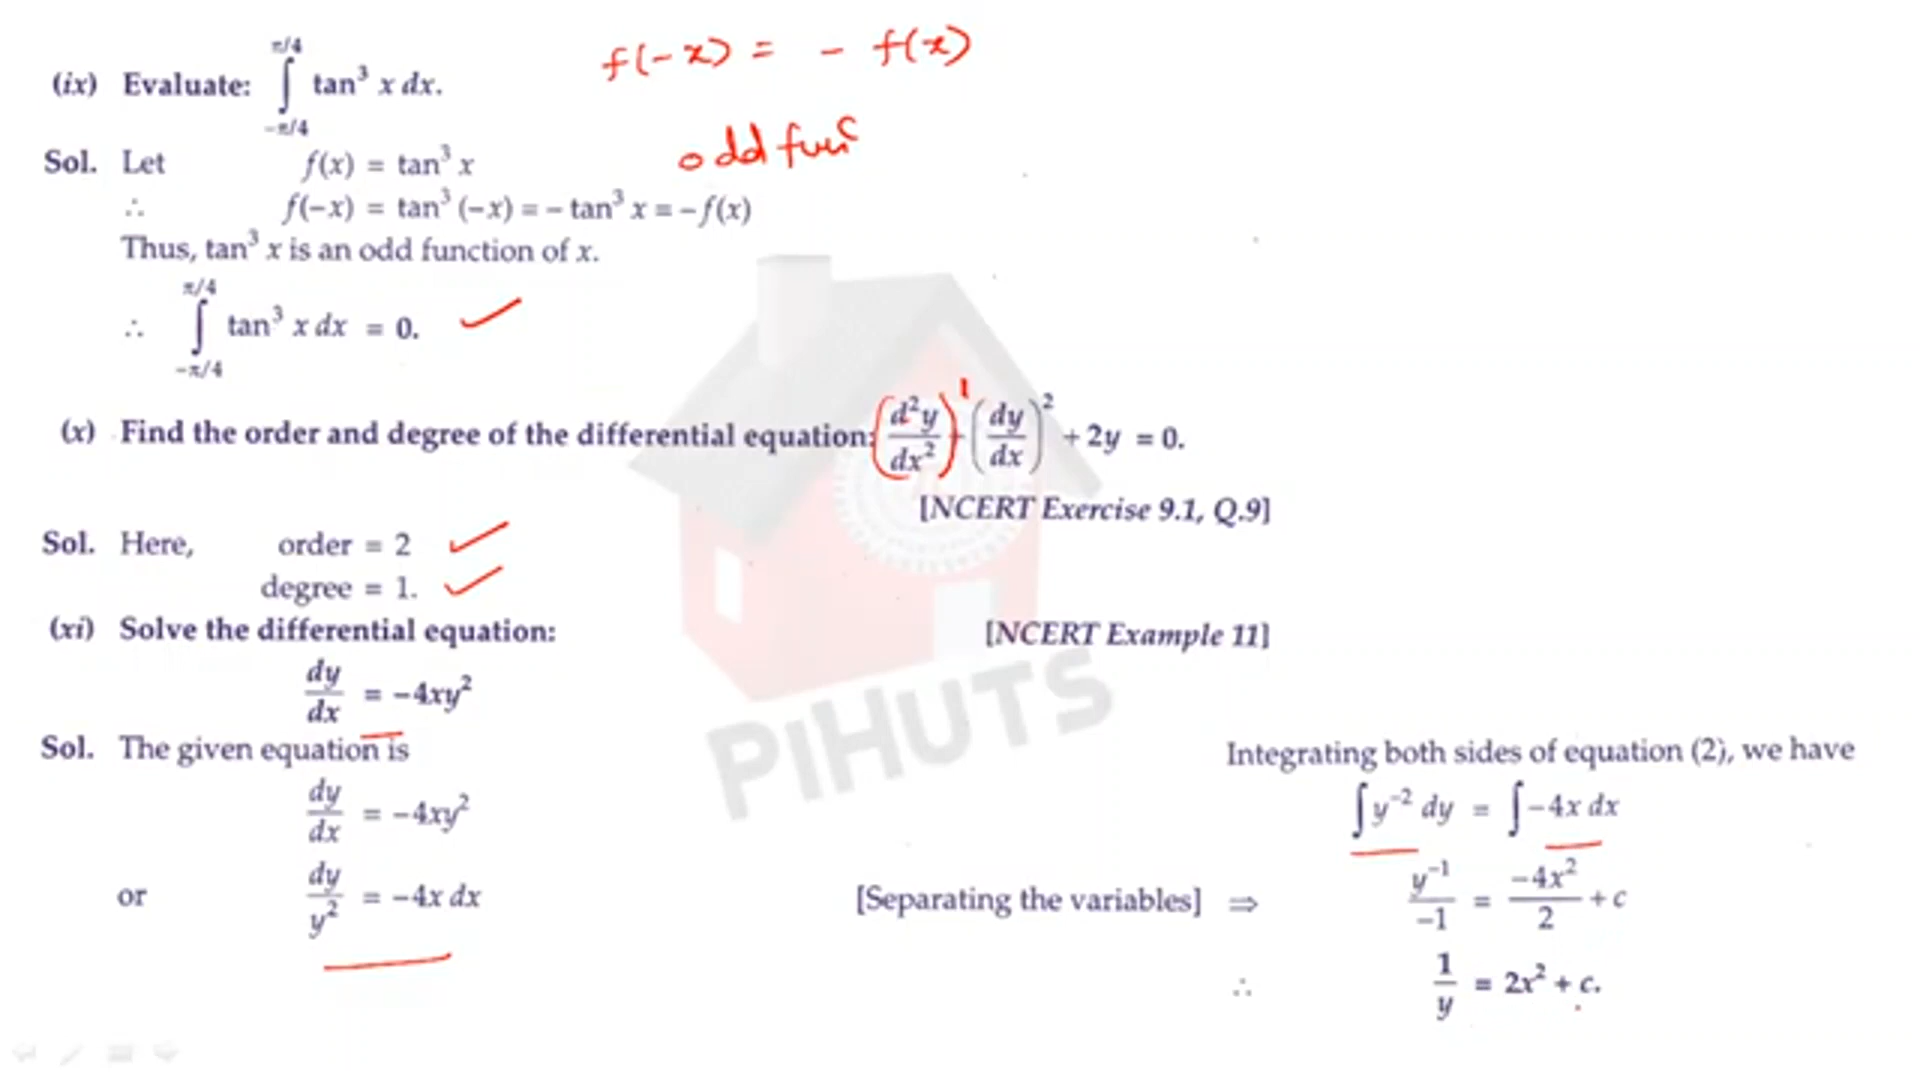 (ix) Evaluate: ∫_{-π/4}^{π/4} tan³ x dx.
f(-x) = - f(x)
odd func
Sol. Let f(x) = tan³ x
∴ f(-x) = tan³ (-x) = - tan³ x = - f(x)
Thus, tan³ x is an odd function of x.
∴ ∫_{-π/4}^{π/4} tan³ x dx = 0.
(x) Find the order and degree of the differential equation: (d²y/dx²)¹ + (dy/dx)² + 2y = 0.
[NCERT Exercise 9.1, Q.9]
Sol. Here, order = 2
degree = 1.
(xi) Solve the differential equation: [NCERT Example 11]
dy/dx = -4xy²
Sol. The given equation is
dy/dx = -4xy²
or dy/y² = -4x dx [Separating the variables]
Integrating both sides of equation (2), we have
∫y⁻² dy = ∫-4x dx
⇒ y⁻¹/-1 = -4x²/2 + c
∴ 1/y = 2x² + c.
PiHUTS